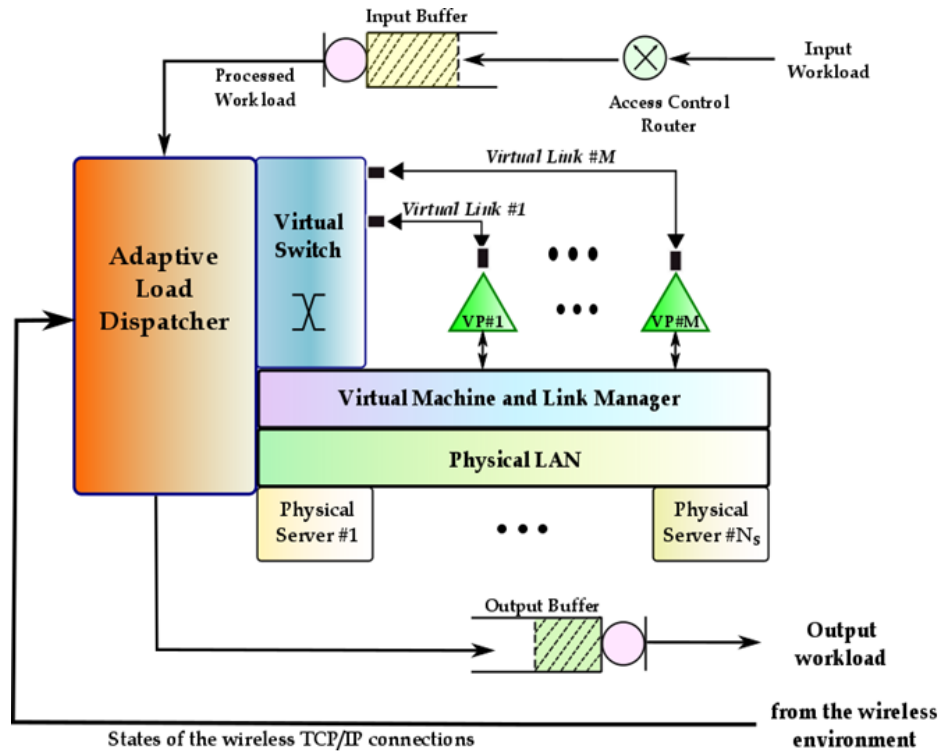 Input Buffer
Input
Workload
Processed
Workload
Access Control
Router
Virtual Link #M
Virtual Link #1
Virtual
Switch
Adaptive
Load
Dispatcher
VP#1
VP#M
Virtual Machine and Link Manager
Physical LAN
Physical
Server #1
Physical
Server #Ns
Output Buffer
Output
workload
from the wireless
environment
States of the wireless TCP/IP connections